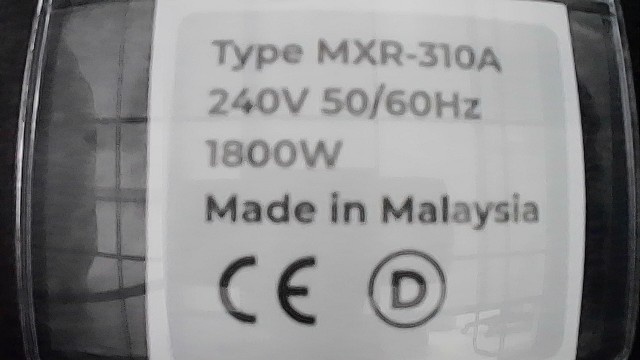 Type MXR-310A
240V 50/60Hz
1800W
Made in Malaysia
CE D